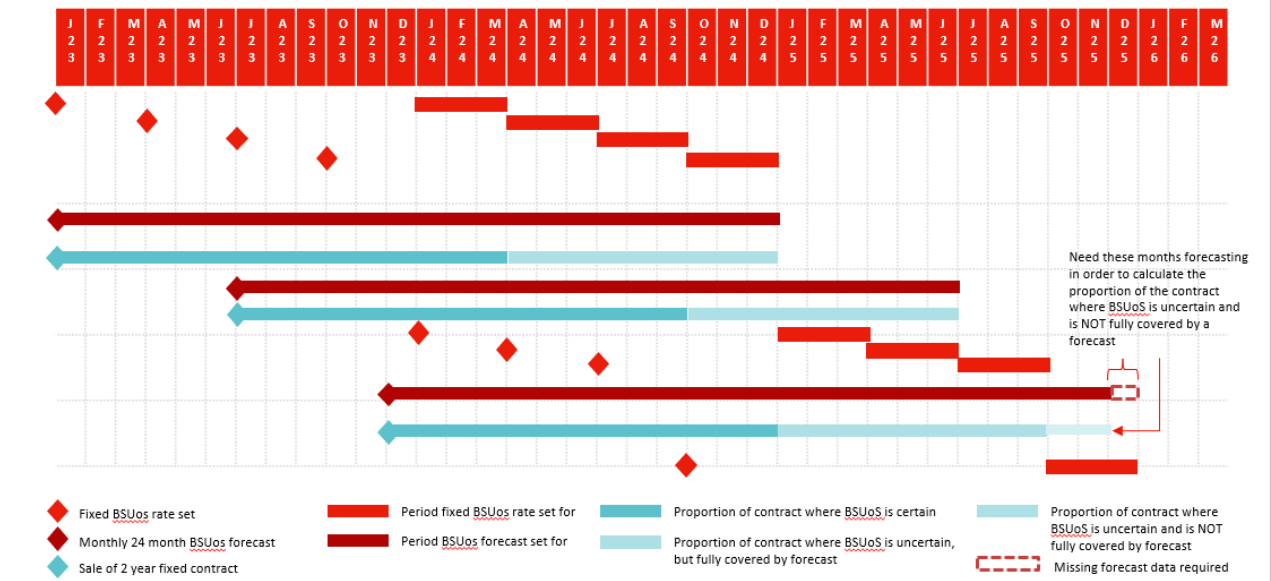 J F M A M J J A S O N D J F M A M J J A S O N D J F M A M J J A S O N D J F M
2 2 2 2 2 2 2 2 2 2 2 2 2 2 2 2 2 2 2 2 2 2 2 2 2 2 2 2 2 2 2 2 2 2 2 2 2 2 2
3 3 3 3 3 3 3 3 3 3 3 3 4 4 4 4 4 4 4 4 4 4 4 4 5 5 5 5 5 5 5 5 5 5 5 5 6 6 6
Need these months forecasting
in order to calculate the
proportion of the contract
where BSUoS is uncertain and
is NOT fully covered by a
forecast
Fixed BSUos rate set
Monthly 24 month BSUos forecast
Sale of 2 year fixed contract
Period fixed BSUos rate set for
Period BSUos forecast set for
Proportion of contract where BSUoS is certain
Proportion of contract where BSUoS is uncertain,
but fully covered by forecast
Proportion of contract where
BSUoS is uncertain and is NOT
fully covered by forecast
Missing forecast data required